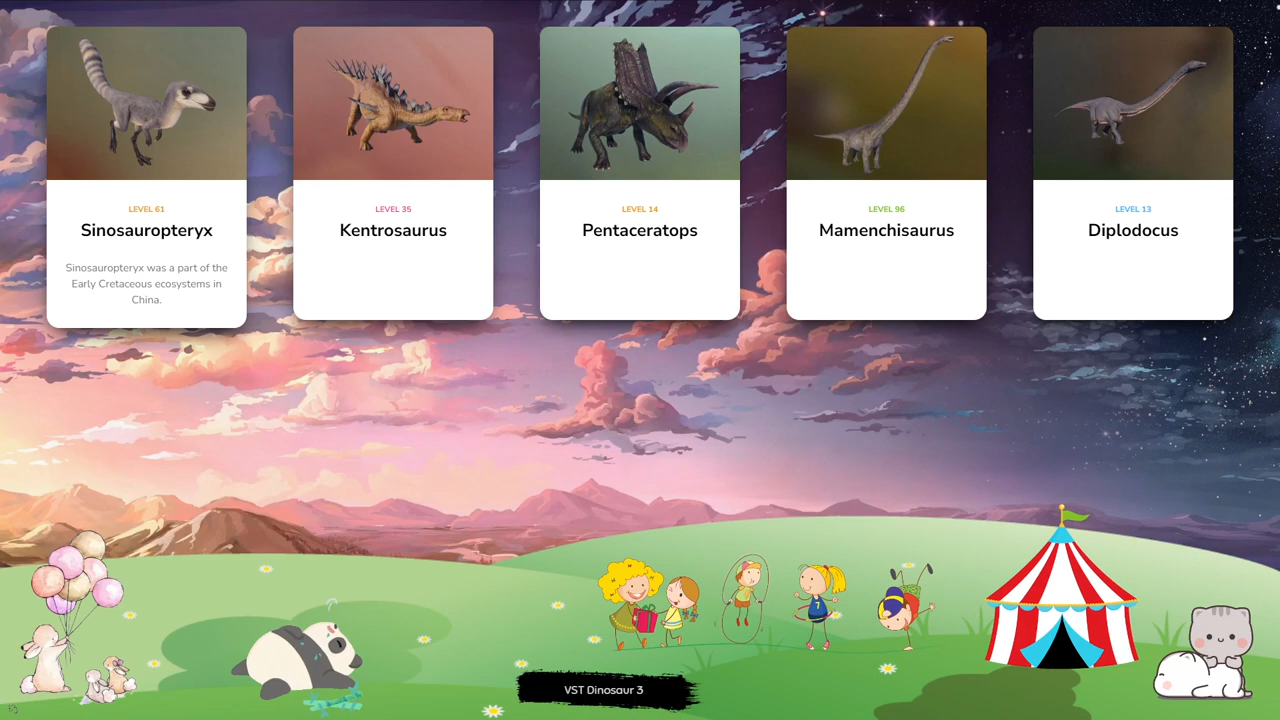 LEVEL 61
Sinosauropteryx
Sinosauropteryx was a part of the
Early Cretaceous ecosystems in
China.
LEVEL 35
Kentrosaurus
LEVEL 14
Pentaceratops
LEVEL 96
Mamenchisaurus
LEVEL 13
Diplodocus
7
VST Dinosaur 3